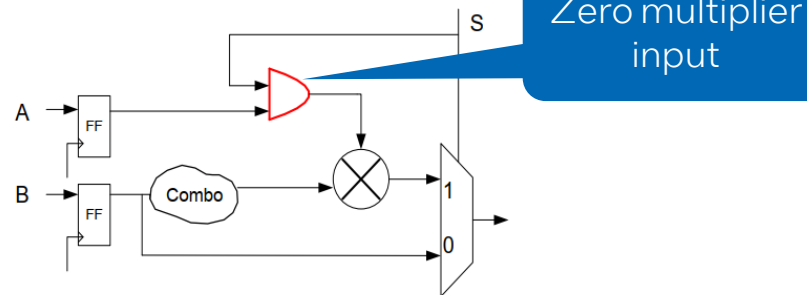 Zero multiplier
input
S
A
FF
B
FF
Combo
1
0